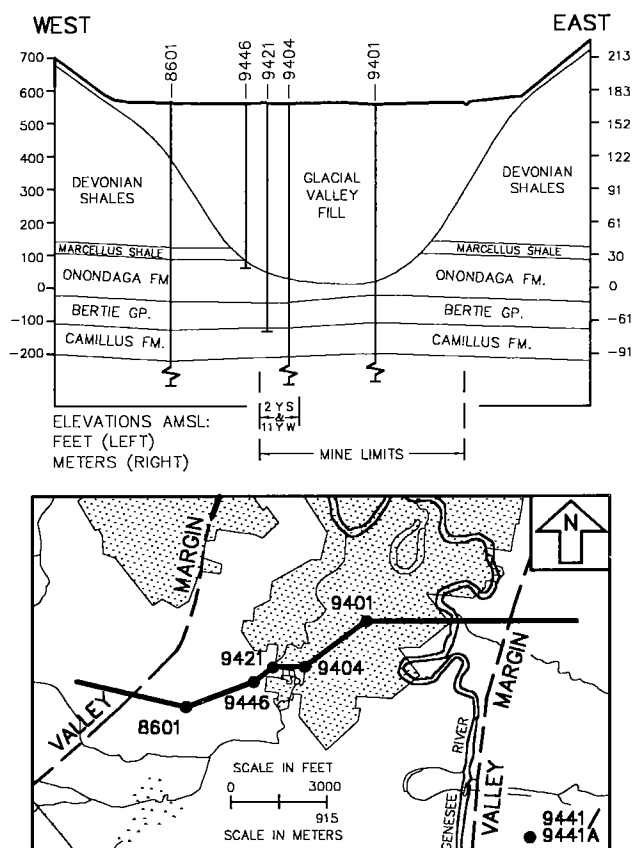 WEST
EAST
8601
9446
9421
9404
9401
700
600
500
400
300
200
100
0
-100
-200
213
183
152
122
91
61
30
0
-61
-91
DEVONIAN
SHALES
GLACIAL
VALLEY
FILL
DEVONIAN
SHALES
MARCELLUS SHALE
MARCELLUS SHALE
ONONDAGA FM
ONONDAGA FM.
BERTIE GP.
BERTIE GP.
CAMILLUS FM.
CAMILLUS FM.
ELEVATIONS AMSL:
FEET (LEFT)
METERS (RIGHT)
2 YS
&
11 YW
MINE LIMITS
N
MARGIN
VALLEY
9401
9421
9404
9446
8601
MARGIN
VALLEY
GENESEE RIVER
SCALE IN FEET
0 3000
915
SCALE IN METERS
9441/
9441A